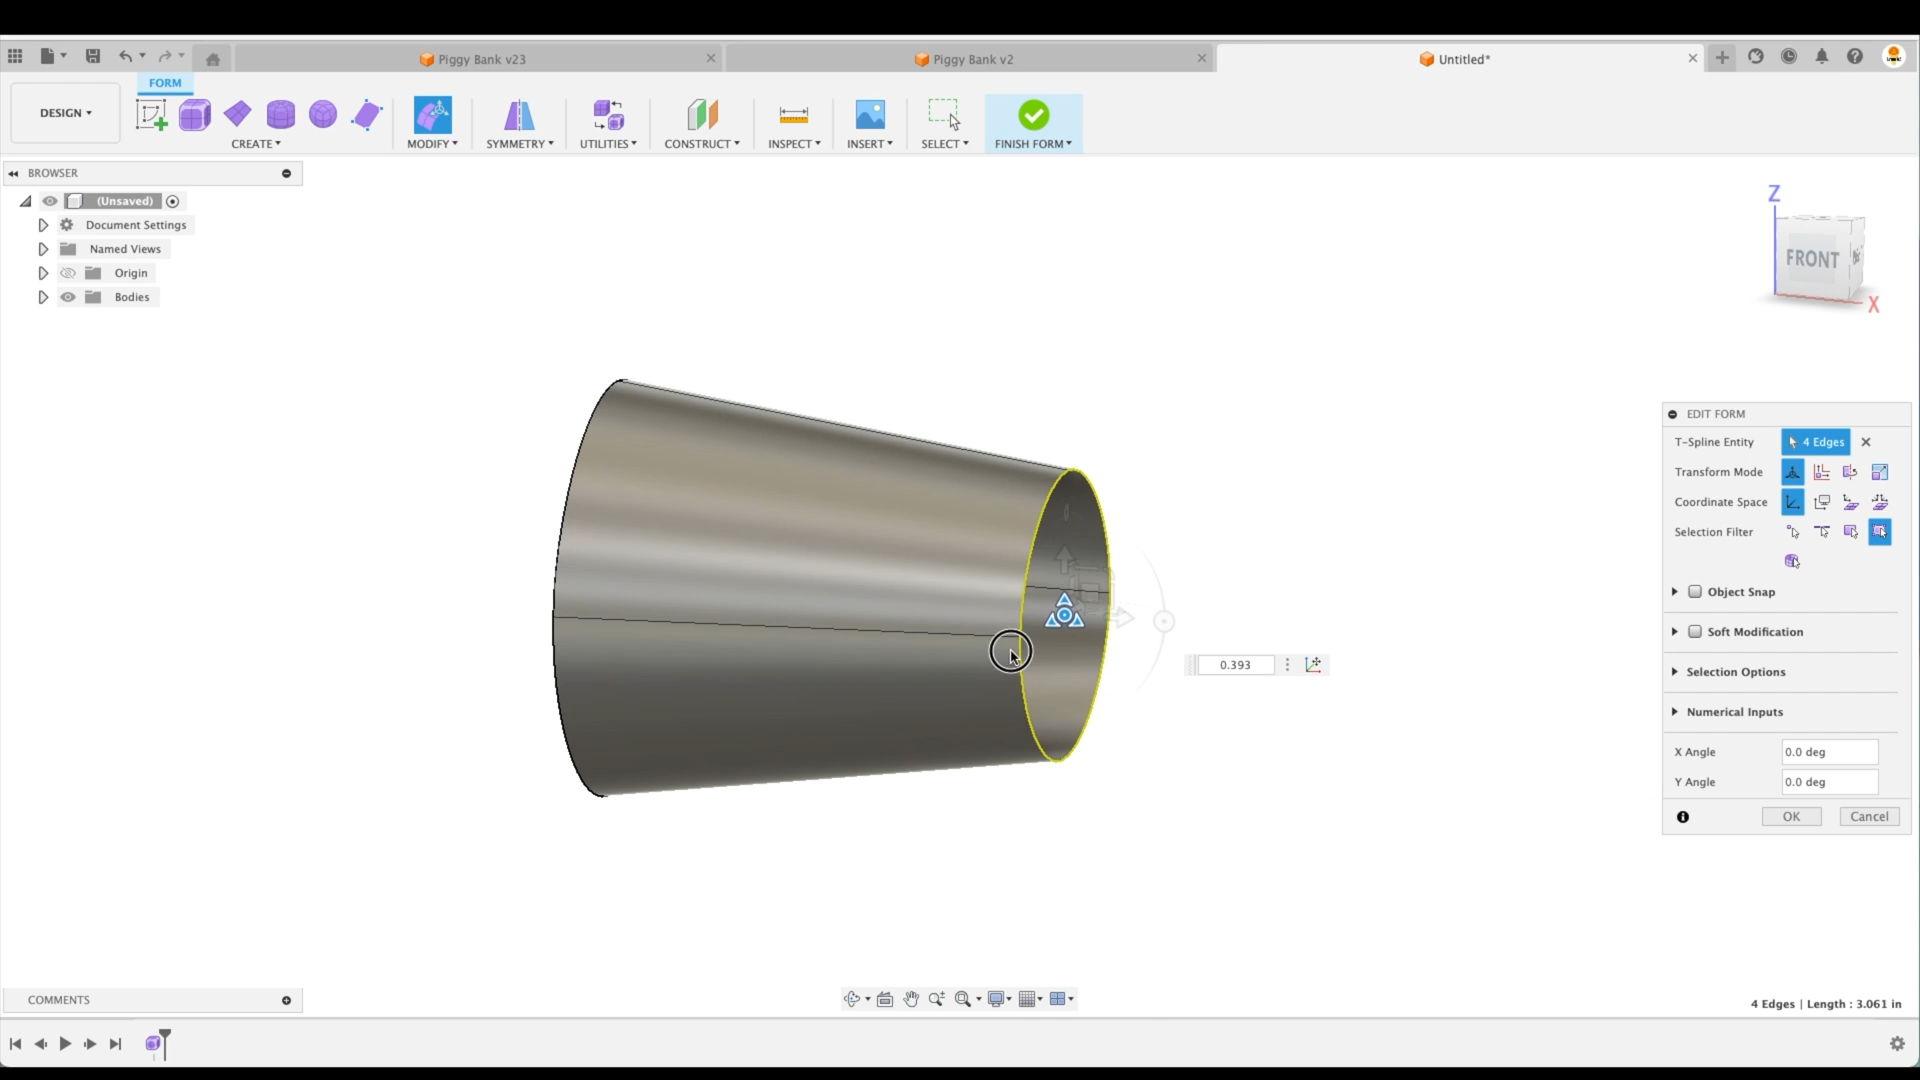 Piggy Bank v23
Piggy Bank v2
Untitled*
FORM
DESIGN
CREATE
MODIFY
SYMMETRY
UTILITIES
CONSTRUCT
INSPECT
INSERT
SELECT
FINISH FORM
BROWSER
(Unsaved)
Document Settings
Named Views
Origin
Bodies
Z
FRONT
X
0.393
EDIT FORM
T-Spline Entity
4 Edges
Transform Mode
Coordinate Space
Selection Filter
Object Snap
Soft Modification
Selection Options
Numerical Inputs
X Angle
0.0 deg
Y Angle
0.0 deg
OK
Cancel
COMMENTS
4 Edges | Length : 3.061 in